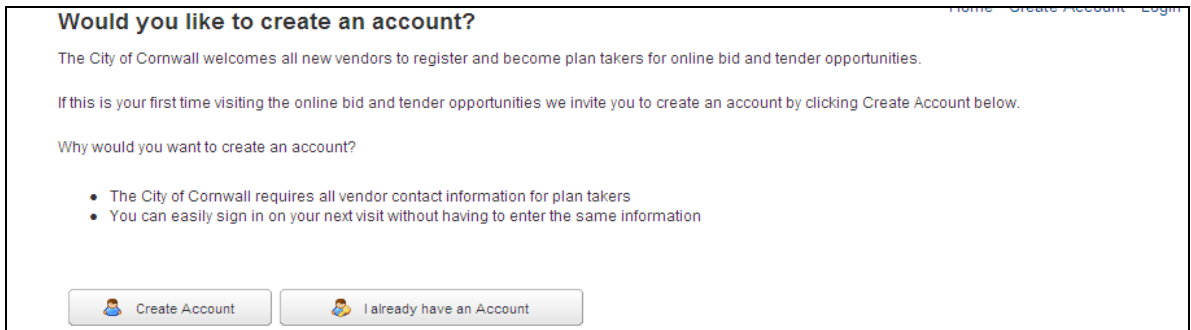 Home Create Account Login
Would you like to create an account?
The City of Cornwall welcomes all new vendors to register and become plan takers for online bid and tender opportunities.
If this is your first time visiting the online bid and tender opportunities we invite you to create an account by clicking Create Account below.
Why would you want to create an account?
• The City of Cornwall requires all vendor contact information for plan takers
• You can easily sign in on your next visit without having to enter the same information
Create Account I already have an Account